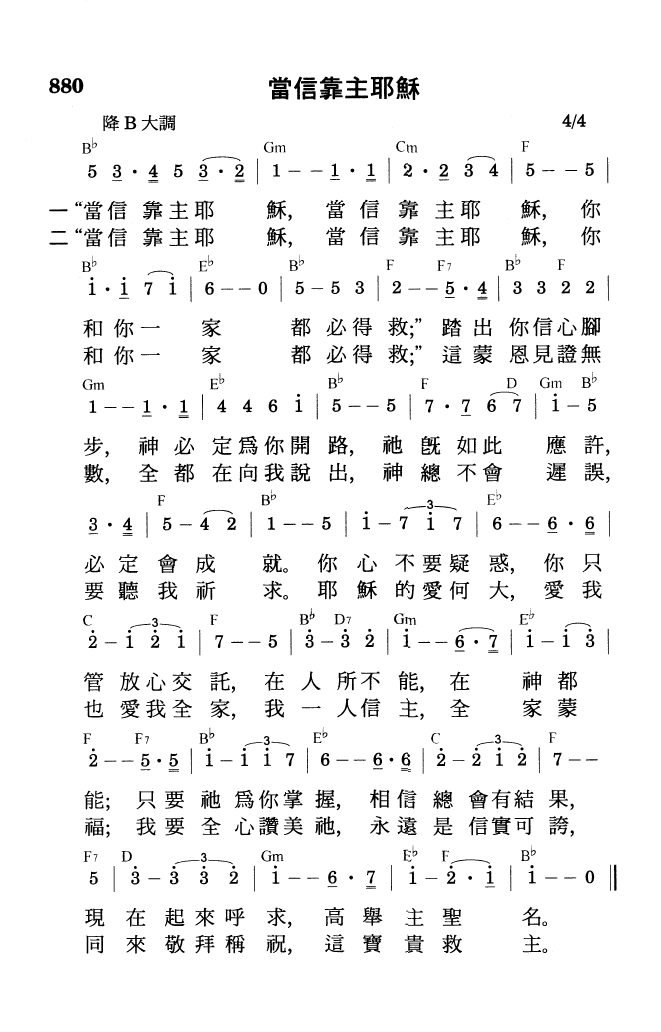 880 當信靠主耶穌
降 B 大調 4/4
B♭ Gm Cm F
5 3 · 4 5 3 · 2 | 1 - - 1 · 1 | 2 · 2 3 4 | 5 - - 5 |
一 “當信 靠主耶 穌, 當信 靠主耶 穌, 你
二 “當信 靠主耶 穌, 當信 靠主耶 穌, 你
B♭ E♭ B♭ F F7 B♭ F
i · i 7 i | 6 - - 0 | 5 - 5 3 | 2 - - 5 · 4 | 3 3 2 2 |
和你一 家 都必得救;” 踏出你信心腳
和你一 家 都必得救;” 這蒙恩見證無
Gm E♭ B♭ F D Gm B♭
1 - - 1 · 1 | 4 4 6 i | 5 - - 5 | 7 · 7 6 7 | i - 5
步, 神必定爲你開路, 祂旣如此 應許,
數, 全都在向我說出, 神總不會 遲誤,
F B♭ E♭
3 · 4 | 5 - 4 2 | 1 - - 5 | i - 7 i 7 | 6 - - 6 · 6 |
必定會成 就。你心不要疑惑, 你只
要聽我祈 求。耶穌的愛何大, 愛我
C F B♭ D7 Gm E♭
2 - i 2 i | 7 - - 5 | 3 - 3 2 | i - - 6 · 7 | i - i 3 |
管放心交託, 在人所不能, 在 神都
也愛我全家, 我一人信主, 全 家蒙
F F7 B♭ E♭ C F
2 - - 5 · 5 | i - i i 7 | 6 - - 6 · 6 | 2 - 2 i 2 | 7 - -
能; 只要祂爲你掌握, 相信總會有結果,
福; 我要全心讚美祂, 永遠是信實可誇,
F7 D Gm E♭ F B♭
5 | 3 - 3 3 2 | i - - 6 · 7 | i - 2 · i | i - - 0 ‖
現在起來呼求, 高舉主聖 名。
同來敬拜稱祝, 這寶貴救 主。